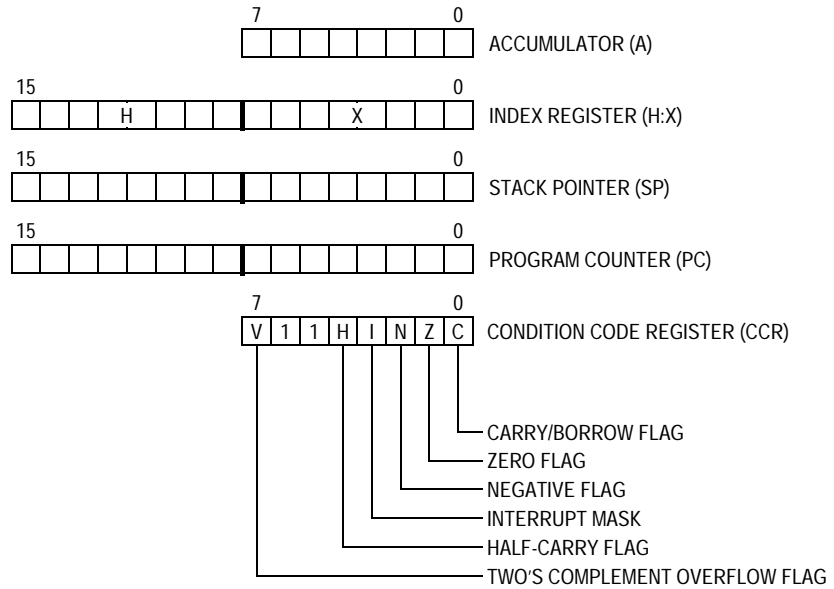 7 0
ACCUMULATOR (A)
15 0
H X INDEX REGISTER (H:X)
15 0
STACK POINTER (SP)
15 0
PROGRAM COUNTER (PC)
7 0
V 1 1 H I N Z C CONDITION CODE REGISTER (CCR)
CARRY/BORROW FLAG
ZERO FLAG
NEGATIVE FLAG
INTERRUPT MASK
HALF-CARRY FLAG
TWO'S COMPLEMENT OVERFLOW FLAG